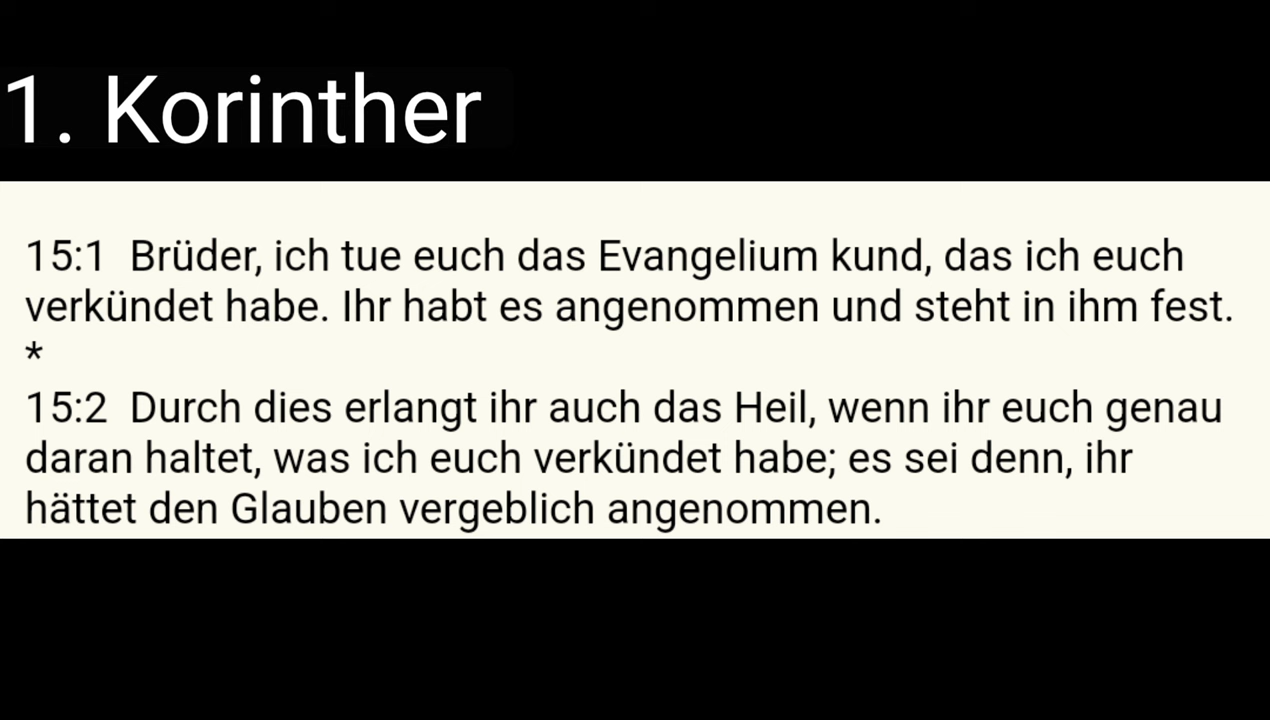 1. Korinther
15:1 Brüder, ich tue euch das Evangelium kund, das ich euch
verkündet habe. Ihr habt es angenommen und steht in ihm fest.
*
15:2 Durch dies erlangt ihr auch das Heil, wenn ihr euch genau
daran haltet, was ich euch verkündet habe; es sei denn, ihr
hättet den Glauben vergeblich angenommen.